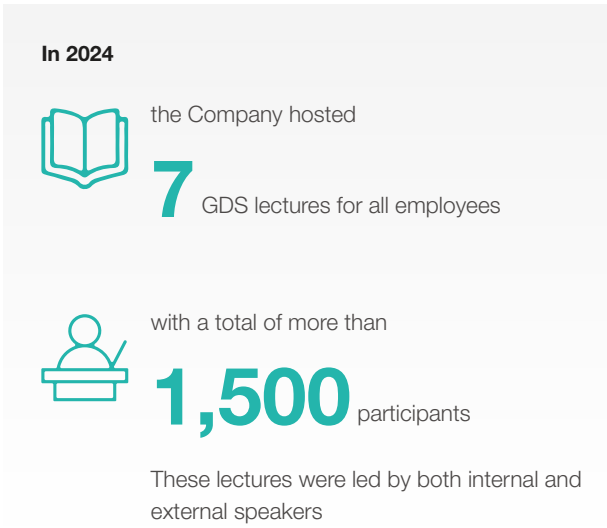 In 2024
the Company hosted
7 GDS lectures for all employees
with a total of more than
1,500 participants
These lectures were led by both internal and
external speakers